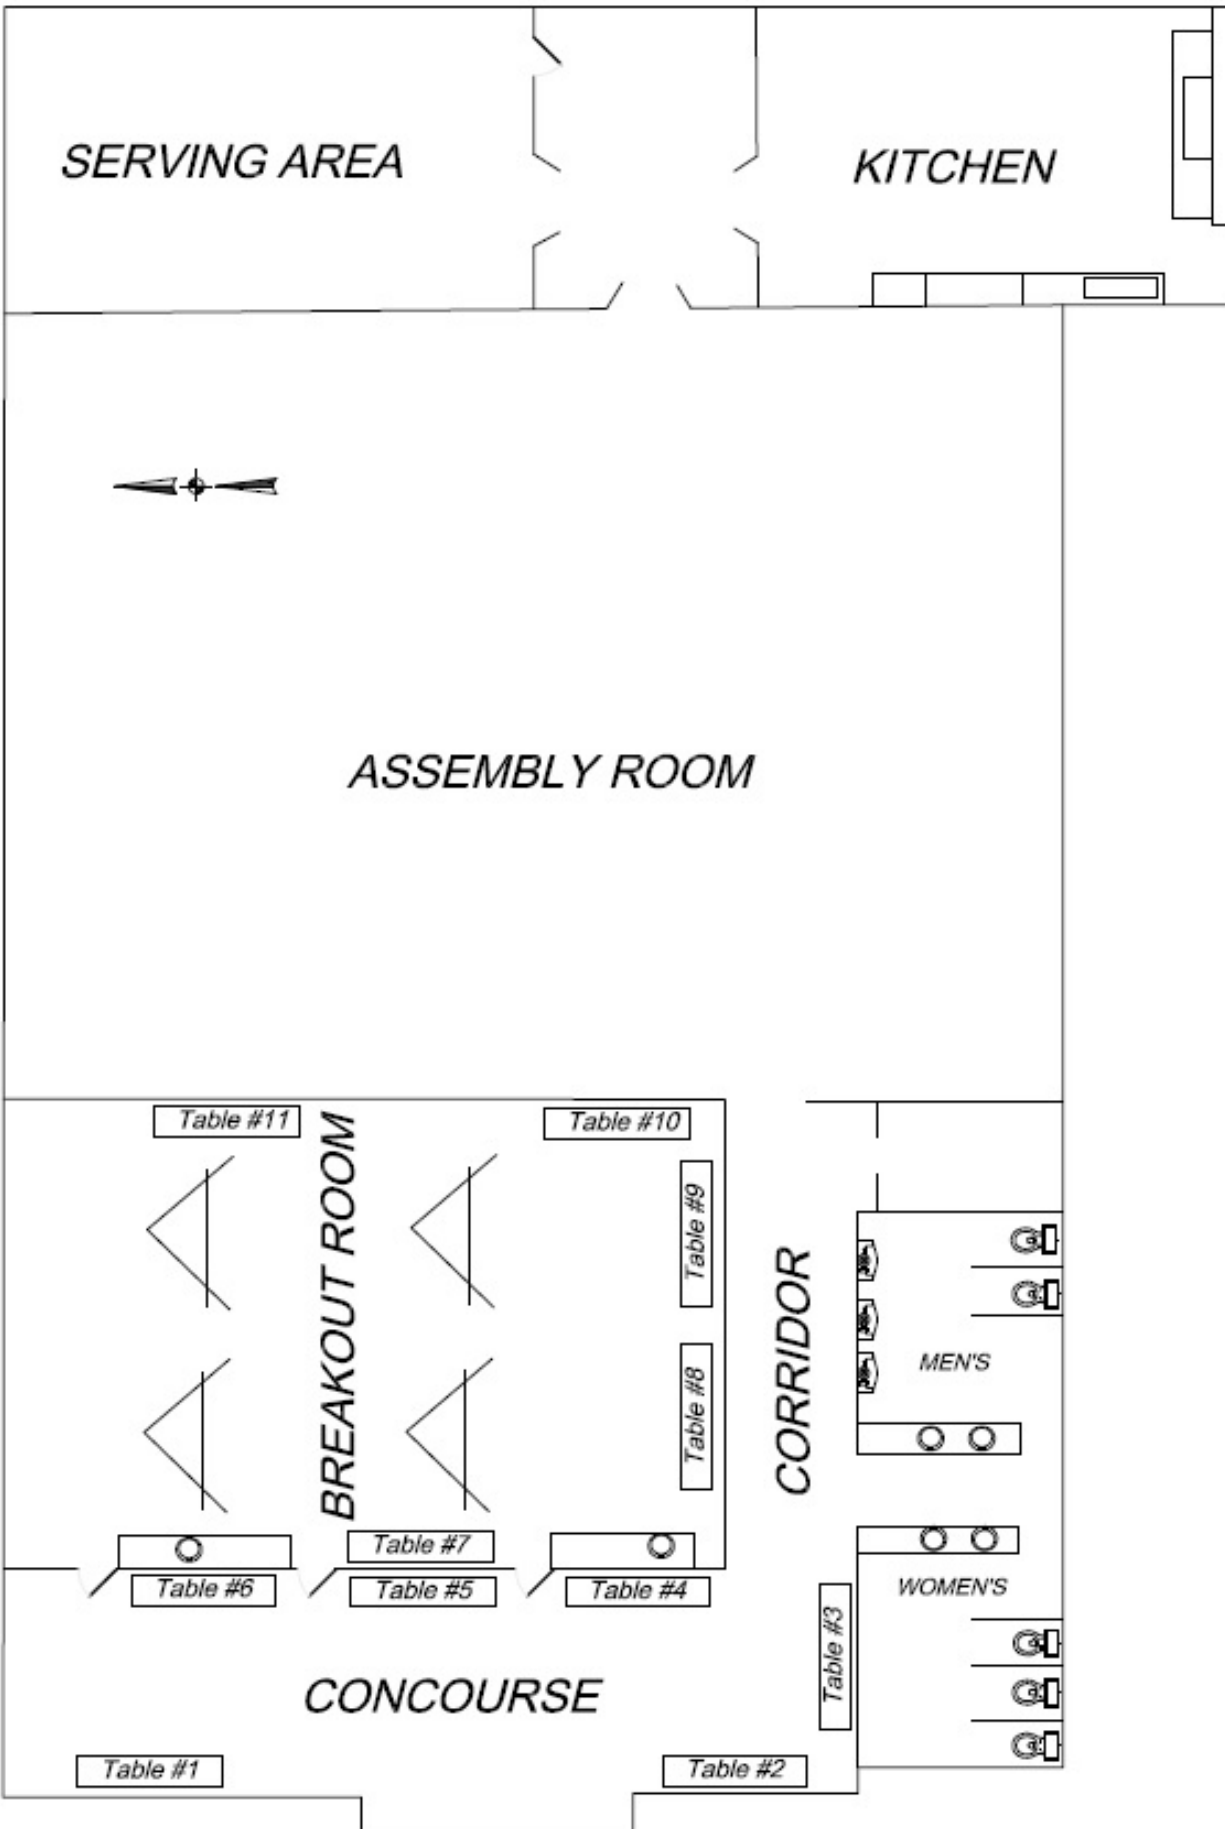 SERVING AREA
KITCHEN
ASSEMBLY ROOM
Table #11
Table #10
BREAKOUT ROOM
Table #9
CORRIDOR
Table #8
MEN'S
Table #7
Table #6
Table #5
Table #4
WOMEN'S
Table #3
CONCOURSE
Table #1
Table #2